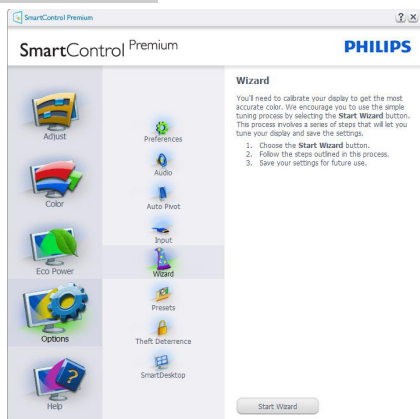 SmartControl Premium
? ×
SmartControl Premium
PHILIPS
Adjust
Color
Eco Power
Options
Help
Preferences
Audio
Auto Pivot
Input
Wizard
Presets
Theft Deterrence
SmartDesktop
Wizard
You'll need to calibrate your display to get the most
accurate color. We encourage you to use the simple
tuning process by selecting the Start Wizard button.
This process involves a series of steps that will let you
tune your display and save the settings.
1. Choose the Start Wizard button.
2. Follow the steps outlined in this process.
3. Save your settings for future use.
Start Wizard